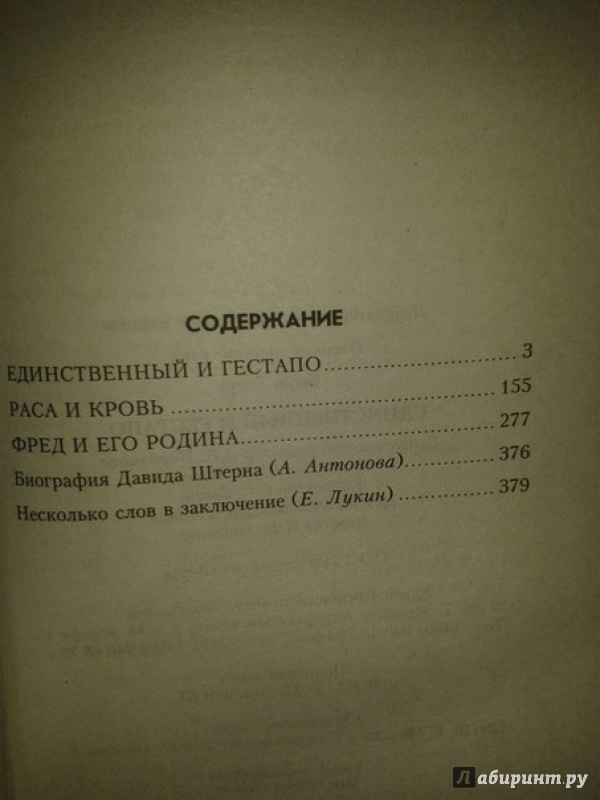 СОДЕРЖАНИЕ
ЕДИНСТВЕННЫЙ И ГЕСТАПО.................... 3
РАСА И КРОВЬ .................... 155
ФРЕД И ЕГО РОДИНА.................... 277
Биография Давида Штерна (А. Антонова).................... 376
Несколько слов в заключение (Е. Лукин).................... 379
Лабиринт.ру